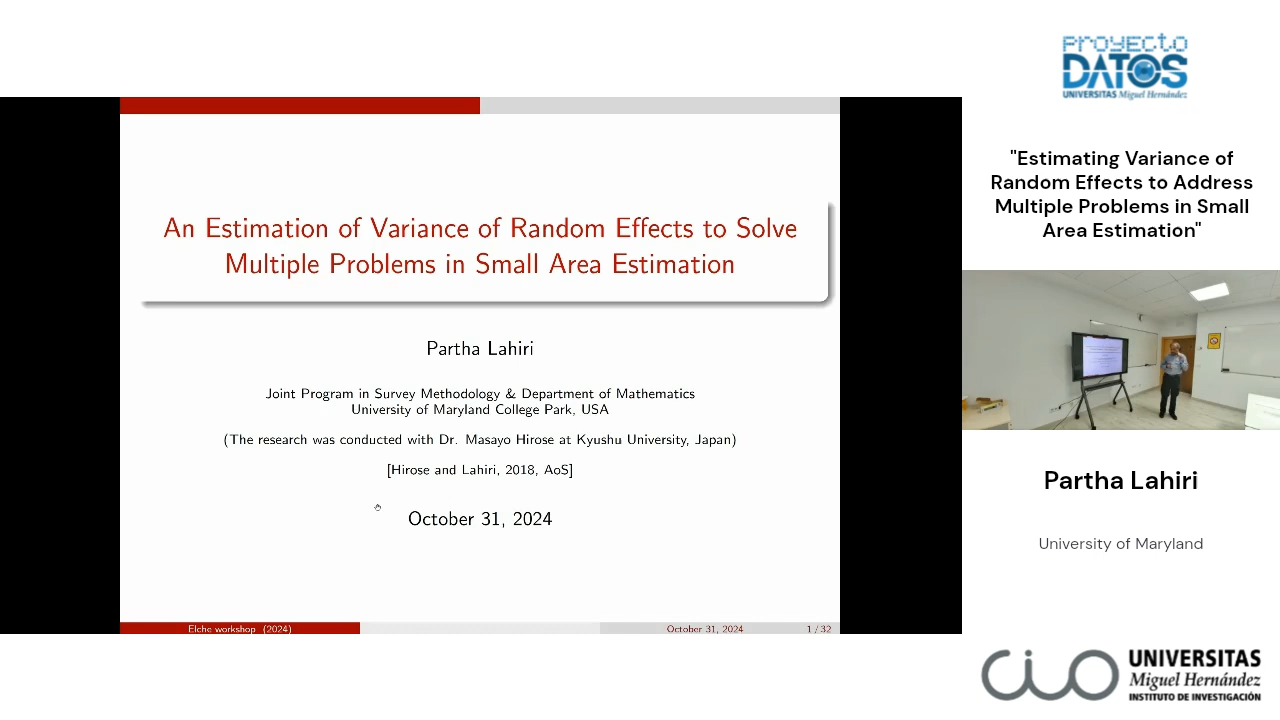 An Estimation of Variance of Random Effects to Solve
Multiple Problems in Small Area Estimation
Partha Lahiri
Joint Program in Survey Methodology & Department of Mathematics
University of Maryland College Park, USA
(The research was conducted with Dr. Masayo Hirose at Kyushu University, Japan)
[Hirose and Lahiri, 2018, AoS]
October 31, 2024
Elche workshop (2024)
October 31, 2024
1 / 32
PROYECTO
DATOS
UNIVERSITAS Miguel Hernández
"Estimating Variance of
Random Effects to Address
Multiple Problems in Small
Area Estimation"
Partha Lahiri
University of Maryland
CIO
UNIVERSITAS
Miguel Hernández
INSTITUTO DE INVESTIGACIÓN